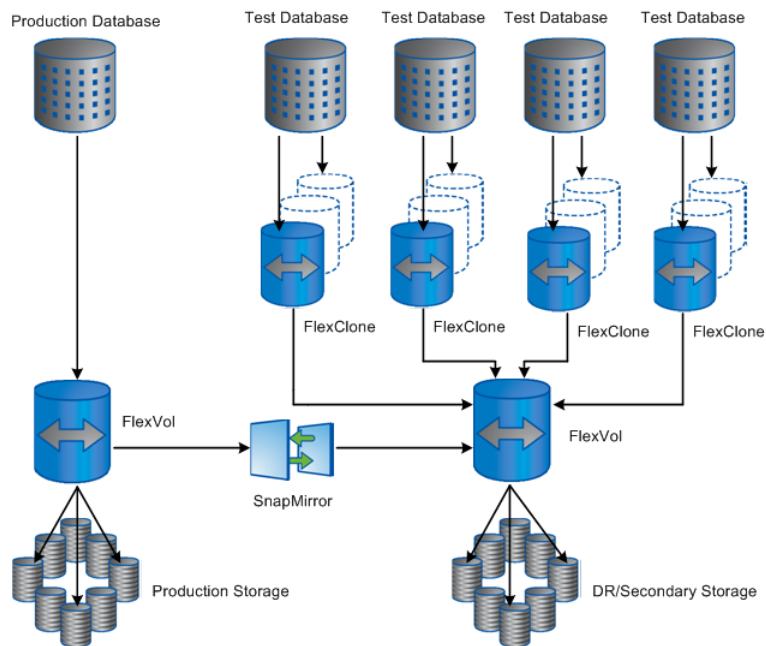 Production Database
Test Database
Test Database
Test Database
Test Database
FlexClone
FlexClone
FlexClone
FlexClone
FlexVol
FlexVol
SnapMirror
Production Storage
DR/Secondary Storage